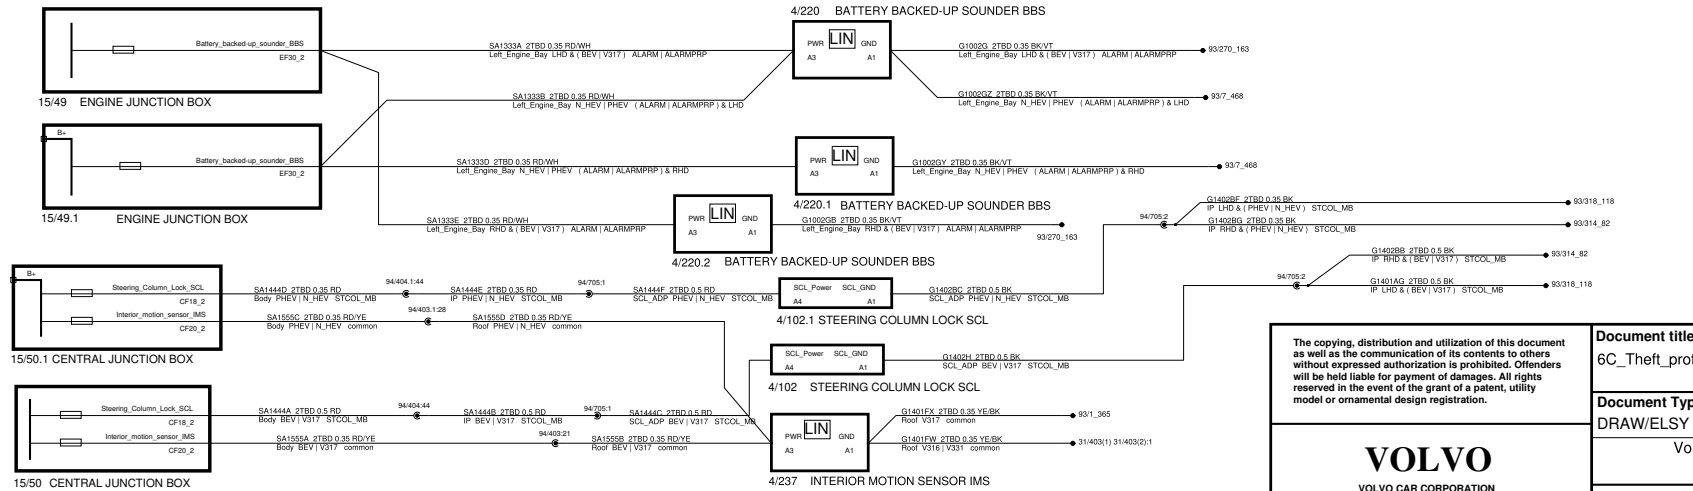 4/220 BATTERY BACKED-UP SOUNDER BBS
Battery_backed-up_sounder_BBS
EF30_2
15/49 ENGINE JUNCTION BOX
SA1333A 2TBD 0.35 RD/WH
Left_Engine_Bay LHD & ( BEV | V317 ) ALARM | ALARMPRP
PWR LIN GND
A3 A1
G1002G 2TBD 0.35 BK/VT
Left_Engine_Bay LHD & ( BEV | V317 ) ALARM | ALARMPRP
93/270_163
SA1333B 2TBD 0.35 RD/WH
Left_Engine_Bay N_HEV | PHEV ( ALARM | ALARMPRP ) & LHD
G1002GZ 2TBD 0.35 BK/VT
Left_Engine_Bay N_HEV | PHEV ( ALARM | ALARMPRP ) & LHD
93/7_468
B+
Battery_backed-up_sounder_BBS
EF30_2
15/49.1 ENGINE JUNCTION BOX
SA1333D 2TBD 0.35 RD/WH
Left_Engine_Bay N_HEV | PHEV ( ALARM | ALARMPRP ) & RHD
PWR LIN GND
A3 A1
4/220.1 BATTERY BACKED-UP SOUNDER BBS
G1002GY 2TBD 0.35 BK/VT
Left_Engine_Bay N_HEV | PHEV ( ALARM | ALARMPRP ) & RHD
93/7_468
SA1333E 2TBD 0.35 RD/WH
Left_Engine_Bay RHD & ( BEV | V317 ) ALARM | ALARMPRP
PWR LIN GND
A3 A1
4/220.2 BATTERY BACKED-UP SOUNDER BBS
G1002GB 2TBD 0.35 BK/VT
Left_Engine_Bay RHD & ( BEV | V317 ) ALARM | ALARMPRP
93/270_163
94/705:2
G1402BF 2TBD 0.35 BK
IP LHD & ( PHEV | N_HEV ) STCOL_MB
93/318_118
G1402BG 2TBD 0.35 BK
IP RHD & ( PHEV | N_HEV ) STCOL_MB
93/314_82
B+
Steering_Column_Lock_SCL
CF18_2
Interior_motion_sensor_IMS
CF20_2
15/50.1 CENTRAL JUNCTION BOX
SA1444D 2TBD 0.35 RD
Body PHEV | N_HEV STCOL_MB
94/404.1:44
SA1444E 2TBD 0.35 RD
IP PHEV | N_HEV STCOL_MB
94/705:1
SA1444F 2TBD 0.5 RD
SCL_ADP PHEV | N_HEV STCOL_MB
SCL_Power SCL_GND
A4 A1
4/102.1 STEERING COLUMN LOCK SCL
G1402BC 2TBD 0.5 BK
SCL_ADP PHEV | N_HEV STCOL_MB
94/705:2
G1402BB 2TBD 0.5 BK
IP RHD & ( BEV | V317 ) STCOL_MB
93/314_82
G1401AG 2TBD 0.5 BK
IP LHD & ( BEV | V317 ) STCOL_MB
93/318_118
SA1555C 2TBD 0.35 RD/YE
Body PHEV | N_HEV common
94/403.1:28
SA1555D 2TBD 0.35 RD/YE
Roof PHEV | N_HEV common
SCL_Power SCL_GND
A4 A1
4/102 STEERING COLUMN LOCK SCL
G1402H 2TBD 0.5 BK
SCL_ADP BEV | V317 STCOL_MB
Steering_Column_Lock_SCL
CF18_2
Interior_motion_sensor_IMS
CF20_2
15/50 CENTRAL JUNCTION BOX
SA1444A 2TBD 0.5 RD
Body BEV | V317 STCOL_MB
94/404:44
SA1444B 2TBD 0.5 RD
IP BEV | V317 STCOL_MB
94/705:1
SA1444C 2TBD 0.5 RD
SCL_ADP BEV | V317 STCOL_MB
SA1555A 2TBD 0.35 RD/YE
Body BEV | V317 common
94/403:21
SA1555B 2TBD 0.35 RD/YE
Roof BEV | V317 common
PWR LIN GND
A3 A1
4/237 INTERIOR MOTION SENSOR IMS
G1401FX 2TBD 0.35 YE/BK
Roof V317 common
93/1_365
G1401FW 2TBD 0.35 YE/BK
Roof V316 | V331 common
31/403(1) 31/403(2):1
The copying, distribution and utilization of this document
as well as the communication of its contents to others
without expressed authorization is prohibited. Offenders
will be held liable for payment of damages. All rights
reserved in the event of the grant of a patent, utility
model or ornamental design registration.
VOLVO
VOLVO CAR CORPORATION
Document title
6C_Theft_prot
Document Typ
DRAW/ELSY
Vo